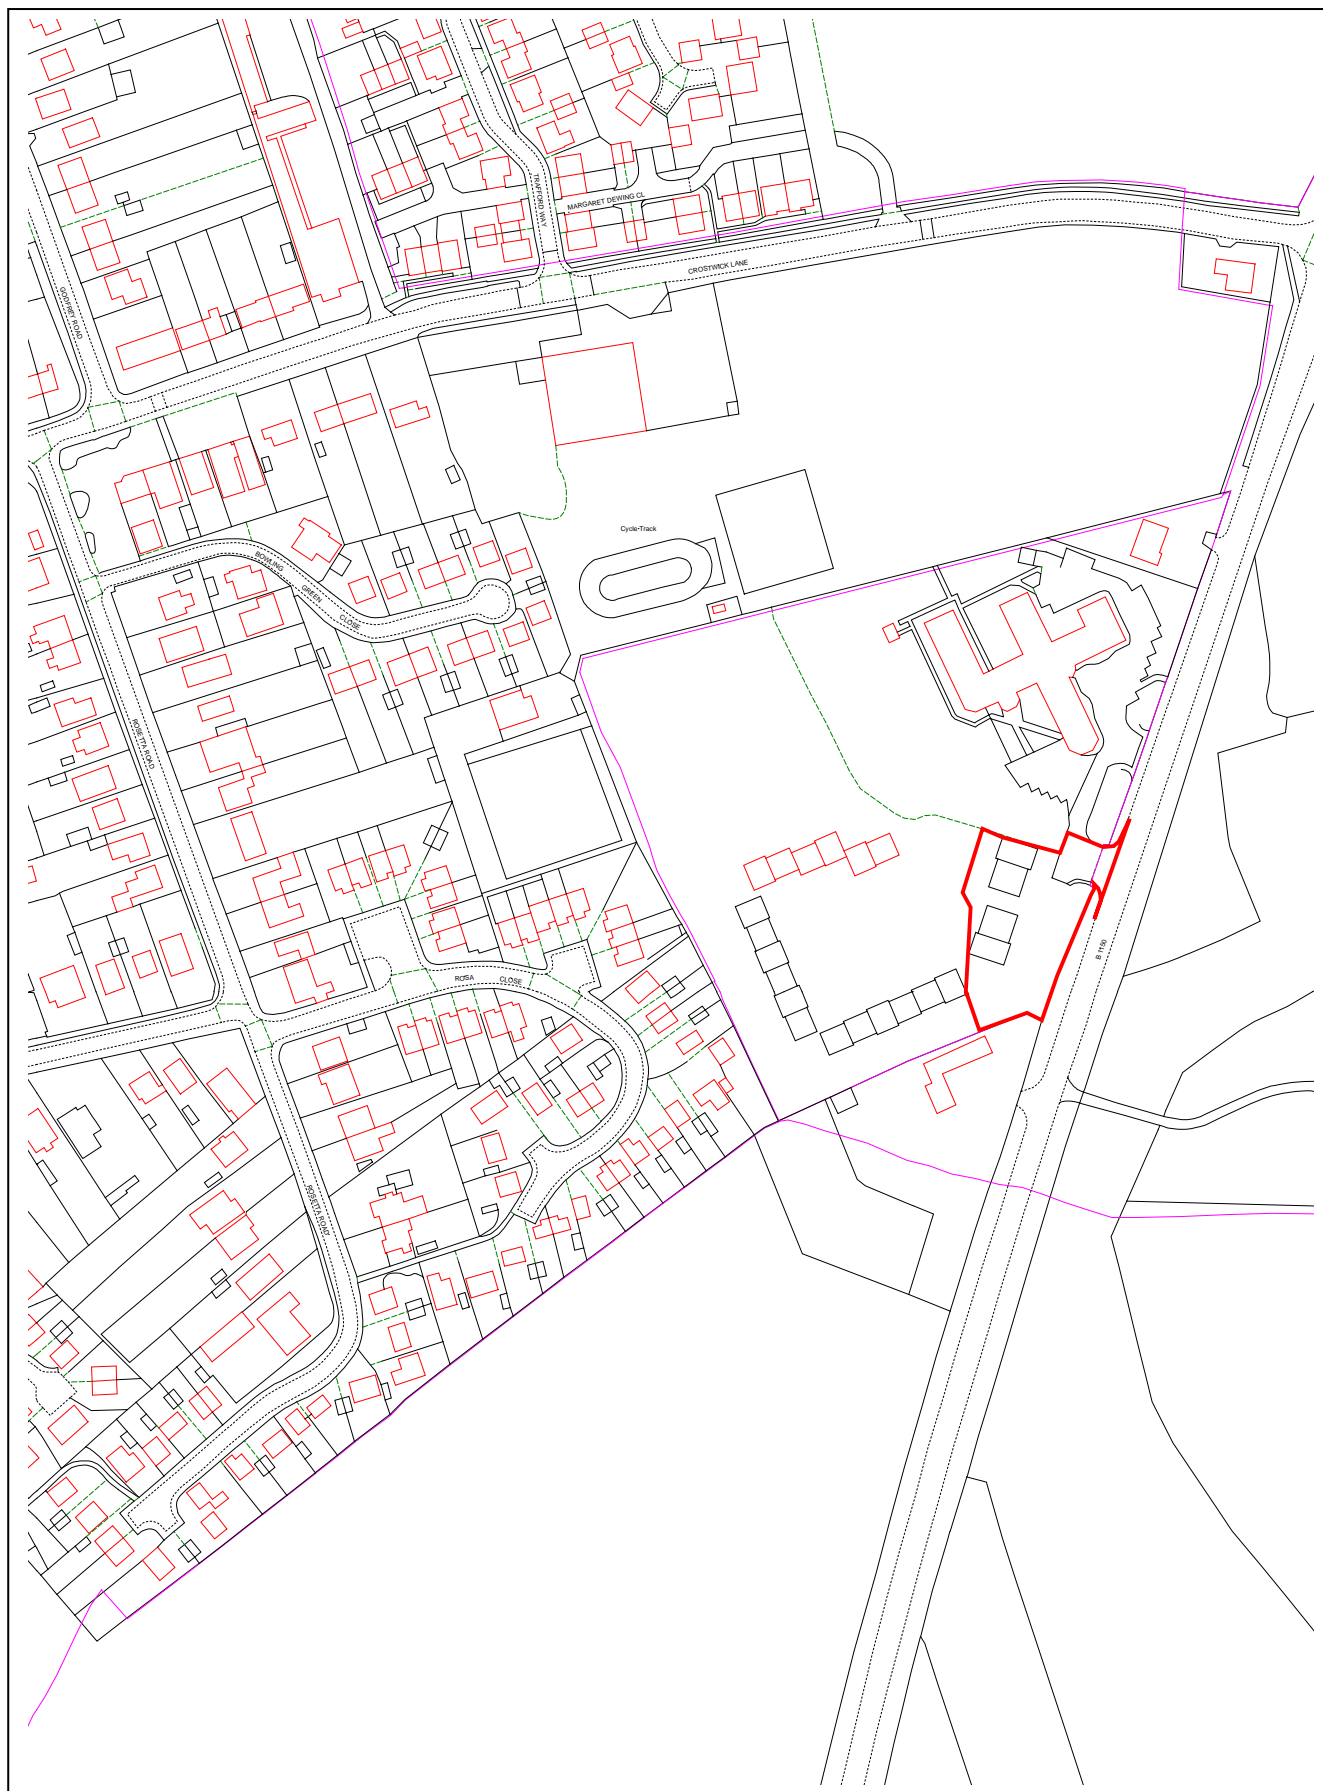 TRAFFORD WAY
MARGARET DEWING CL
CROSTWICK LANE
GODFREY ROAD
Cycle-Track
BOWLING
GREEN
CLOSE
ROSETTA ROAD
B 1150
ROSA
CLOSE
ROSETTA ROAD